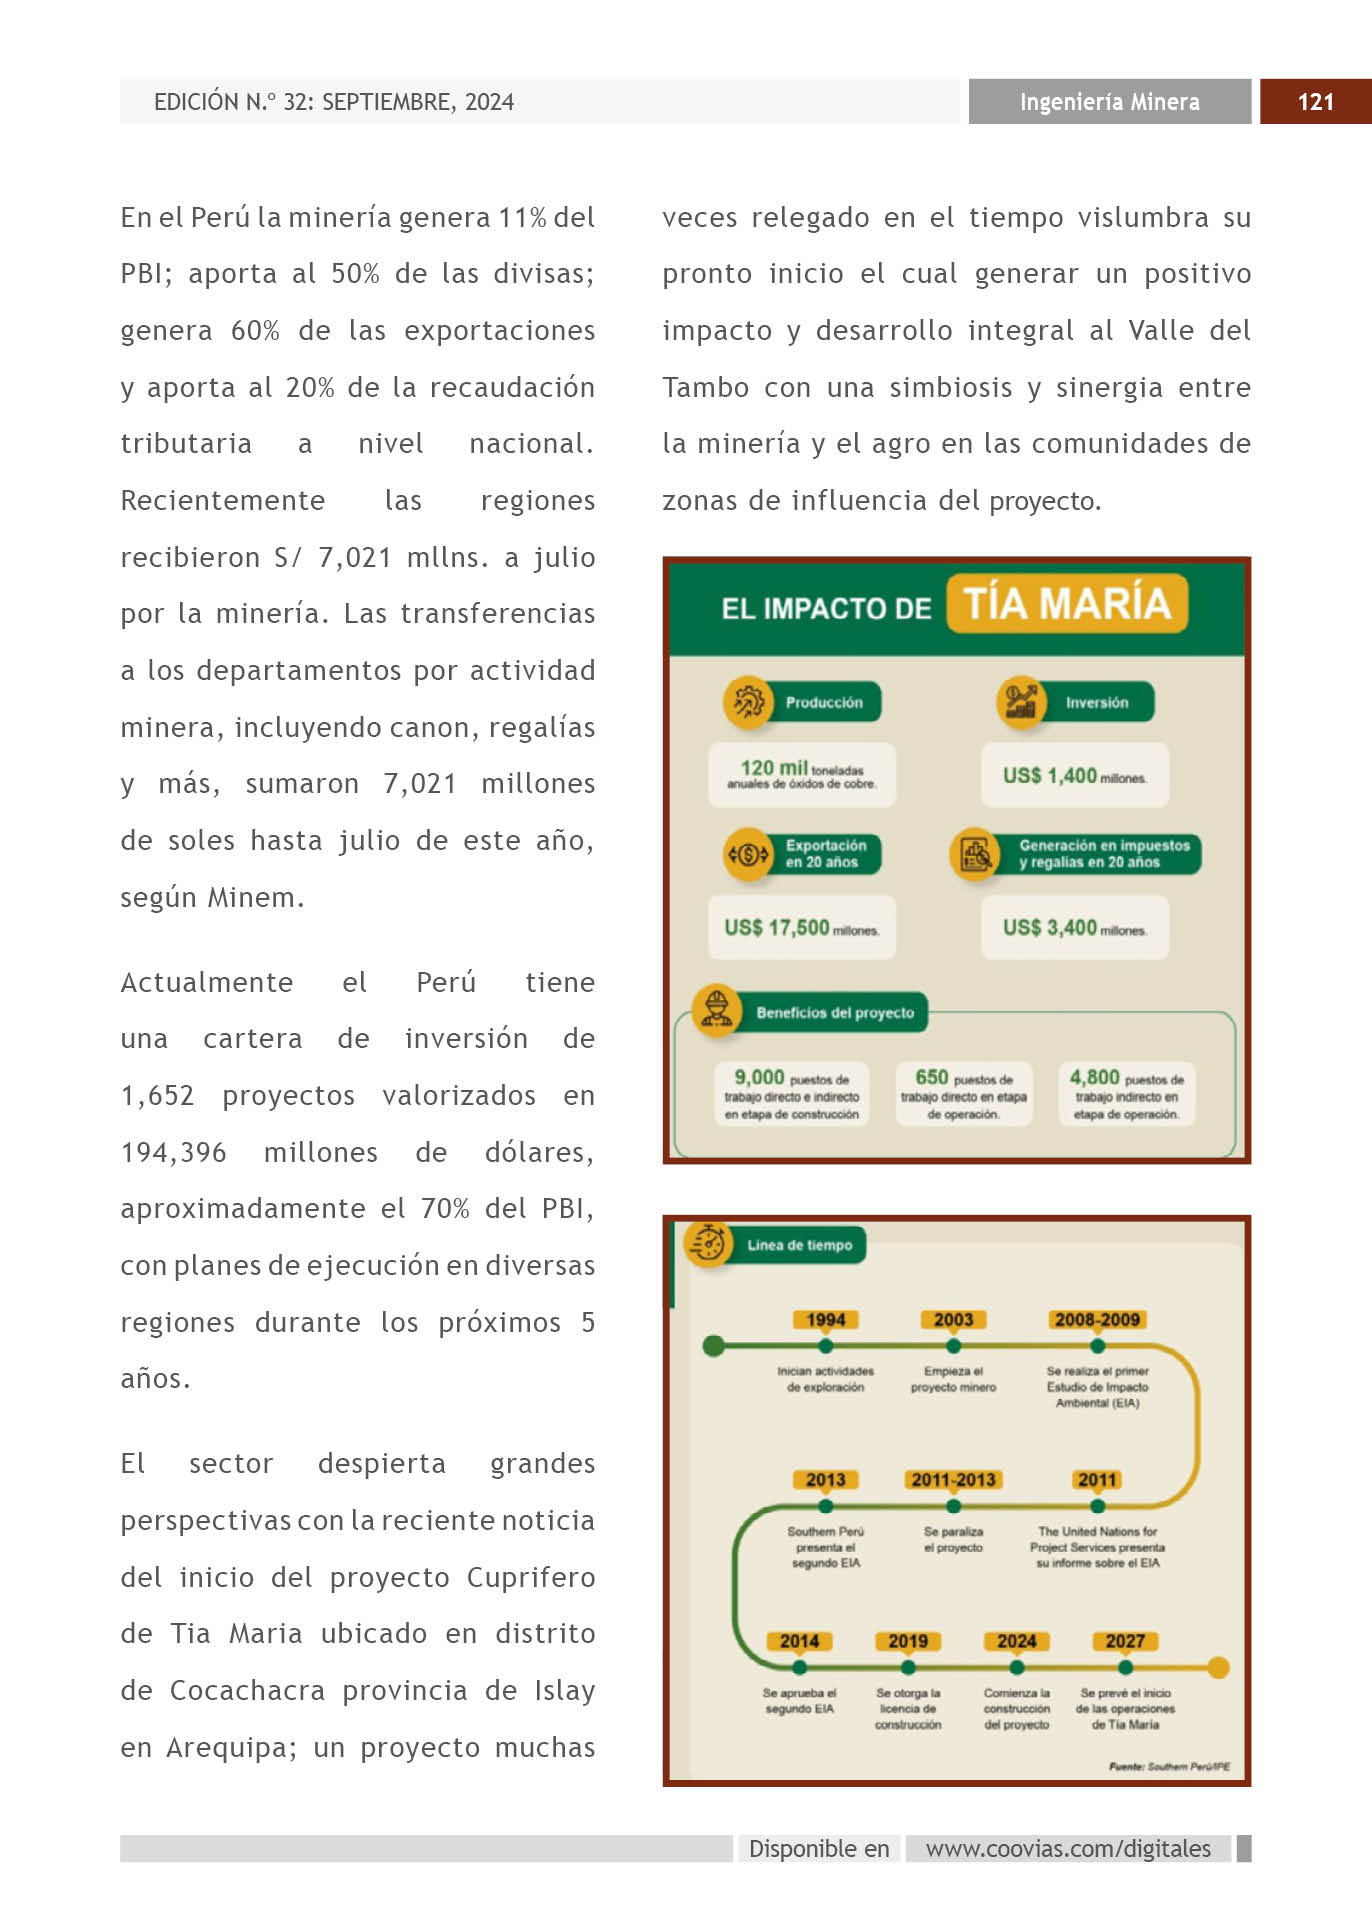 EDICIÓN N.º 32: SEPTIEMBRE, 2024
Ingeniería Minera
121
En el Perú la minería genera 11% del
PBI; aporta al 50% de las divisas;
genera 60% de las exportaciones
y aporta al 20% de la recaudación
tributaria a nivel nacional.
Recientemente las regiones
recibieron S/ 7,021 mllns. a julio
por la minería. Las transferencias
a los departamentos por actividad
minera, incluyendo canon, regalías
y más, sumaron 7,021 millones
de soles hasta julio de este año,
según Minem.
Actualmente el Perú tiene
una cartera de inversión de
1,652 proyectos valorizados en
194,396 millones de dólares,
aproximadamente el 70% del PBI,
con planes de ejecución en diversas
regiones durante los próximos 5
años.
El sector despierta grandes
perspectivas con la reciente noticia
del inicio del proyecto Cuprifero
de Tia Maria ubicado en distrito
de Cocachacra provincia de Islay
en Arequipa; un proyecto muchas
veces relegado en el tiempo vislumbra su
pronto inicio el cual generar un positivo
impacto y desarrollo integral al Valle del
Tambo con una simbiosis y sinergia entre
la minería y el agro en las comunidades de
zonas de influencia del proyecto.
EL IMPACTO DE TÍA MARÍA
Producción
120 mil toneladas
anuales de óxidos de cobre.
Inversión
US$ 1,400 millones.
Exportación
en 20 años
US$ 17,500 millones.
Generación en impuestos
y regalias en 20 años
US$ 3,400 millones.
Beneficios del proyecto
9,000 puestos de
trabajo directo e indirecto
en etapa de construcción
650 puestos de
trabajo directo en etapa
de operación.
4,800 puestos de
trabajo indirecto en
etapa de operación.
Linea de tiempo
1994
Inician actividades
de exploración
2003
Empieza el
proyecto minero
2008-2009
Se realiza el primer
Estudio de Impacto
Ambiental (EIA)
2013
Southern Perú
presenta el
segundo EIA
2011-2013
Se paraliza
el proyecto
2011
The United Nations for
Project Services presenta
su informe sobre el EIA
2014
Se aprueba el
segundo EIA
2019
Se otorga la
licencia de
construcción
2024
Comienza la
construcción
del proyecto
2027
Se prevé el inicio
de las operaciones
de Tía María
Fuente: Southern Perú/IPE
Disponible en
www.coovias.com/digitales